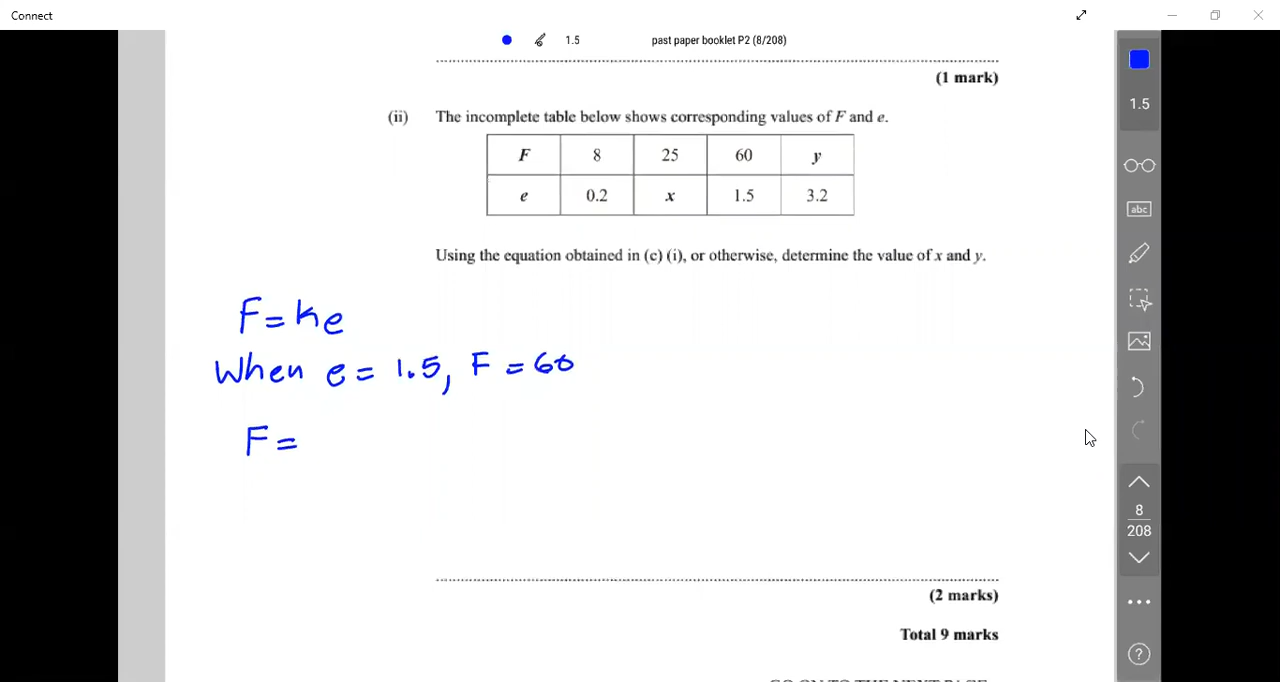 Connect
1.5 past paper booklet P2 (8/208)
(1 mark)
1.5
(ii) The incomplete table below shows corresponding values of F and e.
abc
F 8 25 60 y
e 0.2 x 1.5 3.2
Using the equation obtained in (c) (i), or otherwise, determine the value of x and y.
F = ke
When e = 1.5, F = 60
F =
8
208
(2 marks)
Total 9 marks
?